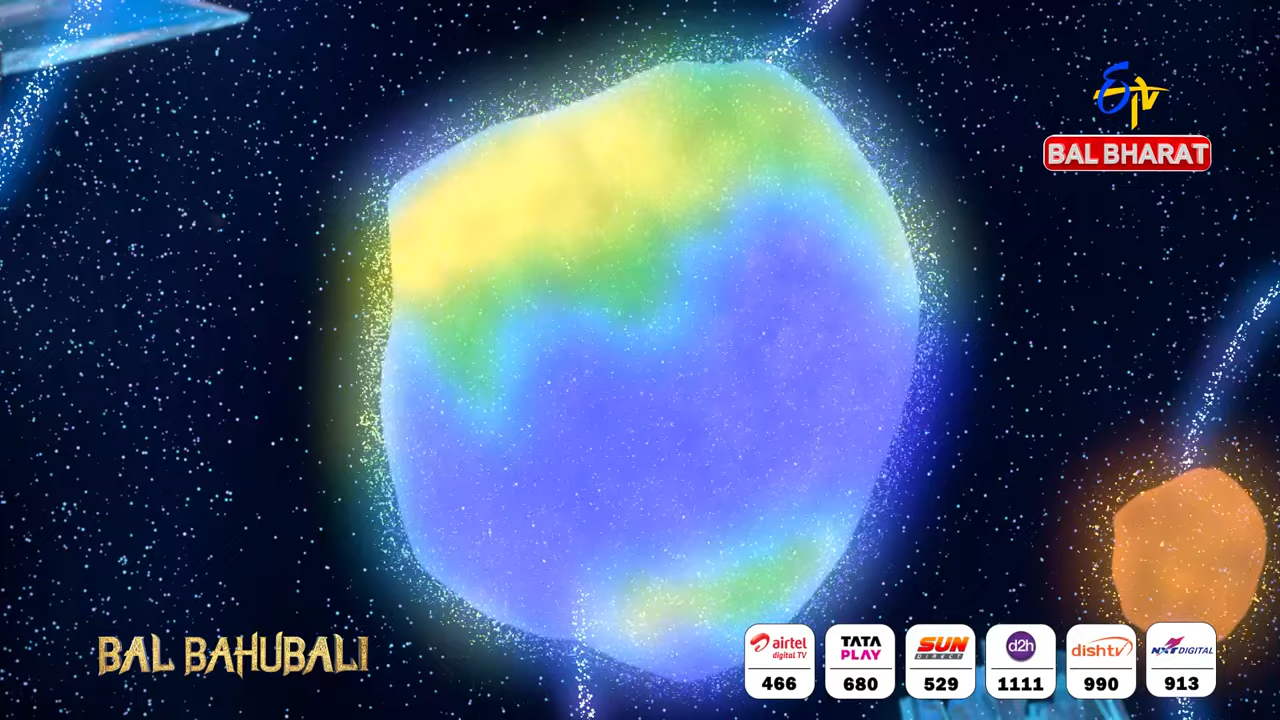 ETV
BAL BHARAT
BAL BAHUBALI
airtel
digital TV
466
TATA
PLAY
680
SUN
DIRECT
529
d2h
1111
dishtv
990
NXTDIGITAL
913